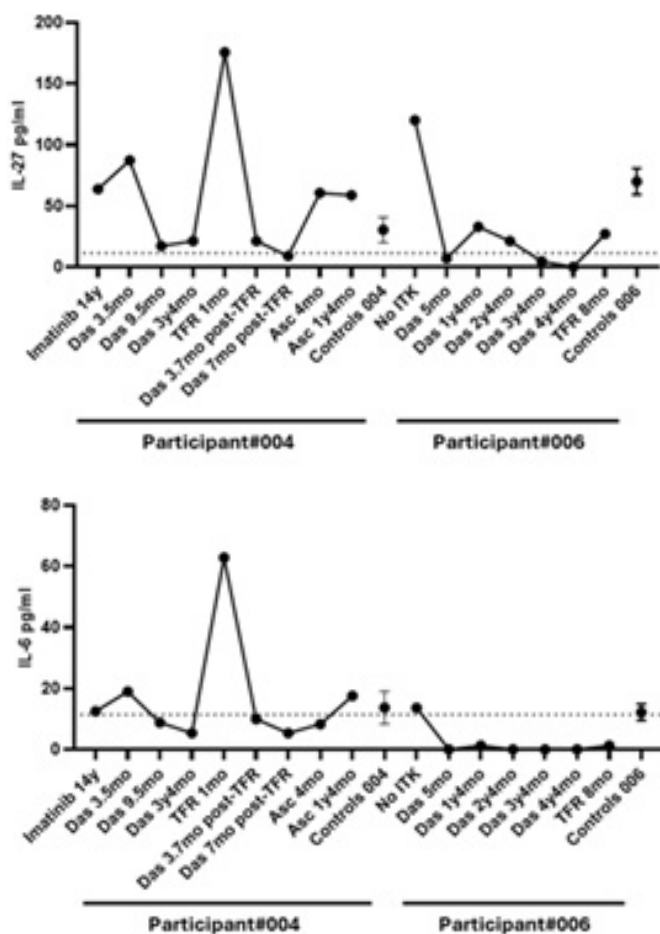 200
150
100
50
0
IL-27 pg/ml
Imatinib 14y
Das 3.5mo
Das 9.5mo
Das 3y4mo
TFR 1mo
Das 3.7mo post-TFR
Das 7mo post-TFR
Asc 4mo
Asc 1y4mo
Controls 004
No ITK
Das 5mo
Das 1y4mo
Das 2y4mo
Das 3y4mo
Das 4y4mo
TFR 8mo
Controls 006
Participant#004
Participant#006
80
60
40
20
0
IL-6 pg/ml
Imatinib 14y
Das 3.5mo
Das 9.5mo
Das 3y4mo
TFR 1mo
Das 3.7mo post-TFR
Das 7mo post-TFR
Asc 4mo
Asc 1y4mo
Controls 004
No ITK
Das 5mo
Das 1y4mo
Das 2y4mo
Das 3y4mo
Das 4y4mo
TFR 8mo
Controls 006
Participant#004
Participant#006